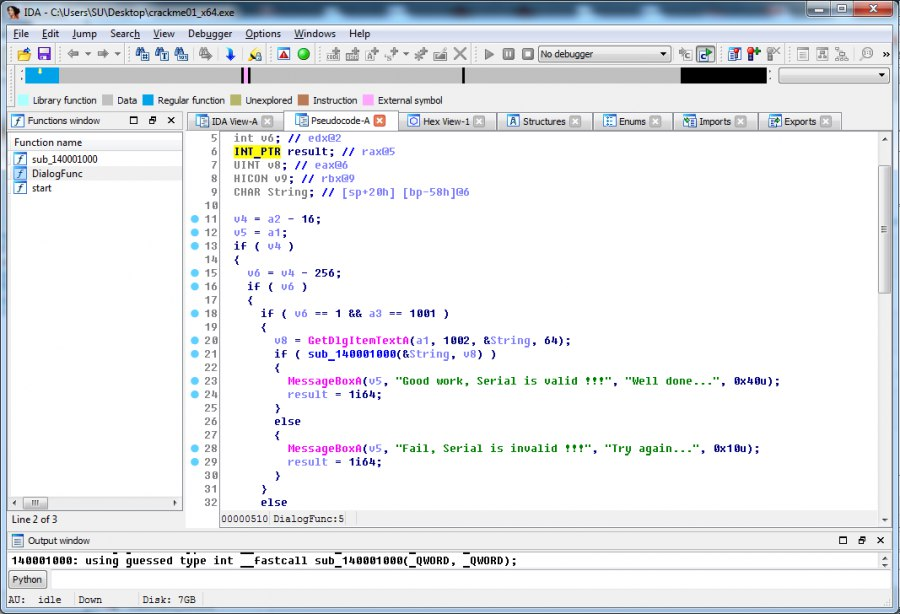 IDA - C:\Users\SU\Desktop\crackme01_x64.exe
File Edit Jump Search View Debugger Options Windows Help
No debugger
Library function Data Regular function Unexplored Instruction External symbol
Functions window
IDA View-A Pseudocode-A Hex View-1 Structures Enums Imports Exports
Function name
sub_140001000
DialogFunc
start
Line 2 of 3
5 int v6; // edx@2
6 INT_PTR result; // rax@5
7 UINT v8; // eax@6
8 HICON v9; // rbx@9
9 CHAR String; // [sp+20h] [bp-58h]@6
10
11 v4 = a2 - 16;
12 v5 = a1;
13 if ( v4 )
14 {
15 v6 = v4 - 256;
16 if ( v6 )
17 {
18 if ( v6 == 1 && a3 == 1001 )
19 {
20 v8 = GetDlgItemTextA(a1, 1002, &String, 64);
21 if ( sub_140001000(&String, v8) )
22 {
23 MessageBoxA(v5, "Good work, Serial is valid !!!", "Well done...", 0x40u);
24 result = 1i64;
25 }
26 else
27 {
28 MessageBoxA(v5, "Fail, Serial is invalid !!!", "Try again...", 0x10u);
29 result = 1i64;
30 }
31 }
32 else
00000510 DialogFunc:5
Output window
140001000: using guessed type int __fastcall sub_140001000(_QWORD, _QWORD);
Python
AU: idle Down Disk: 7GB